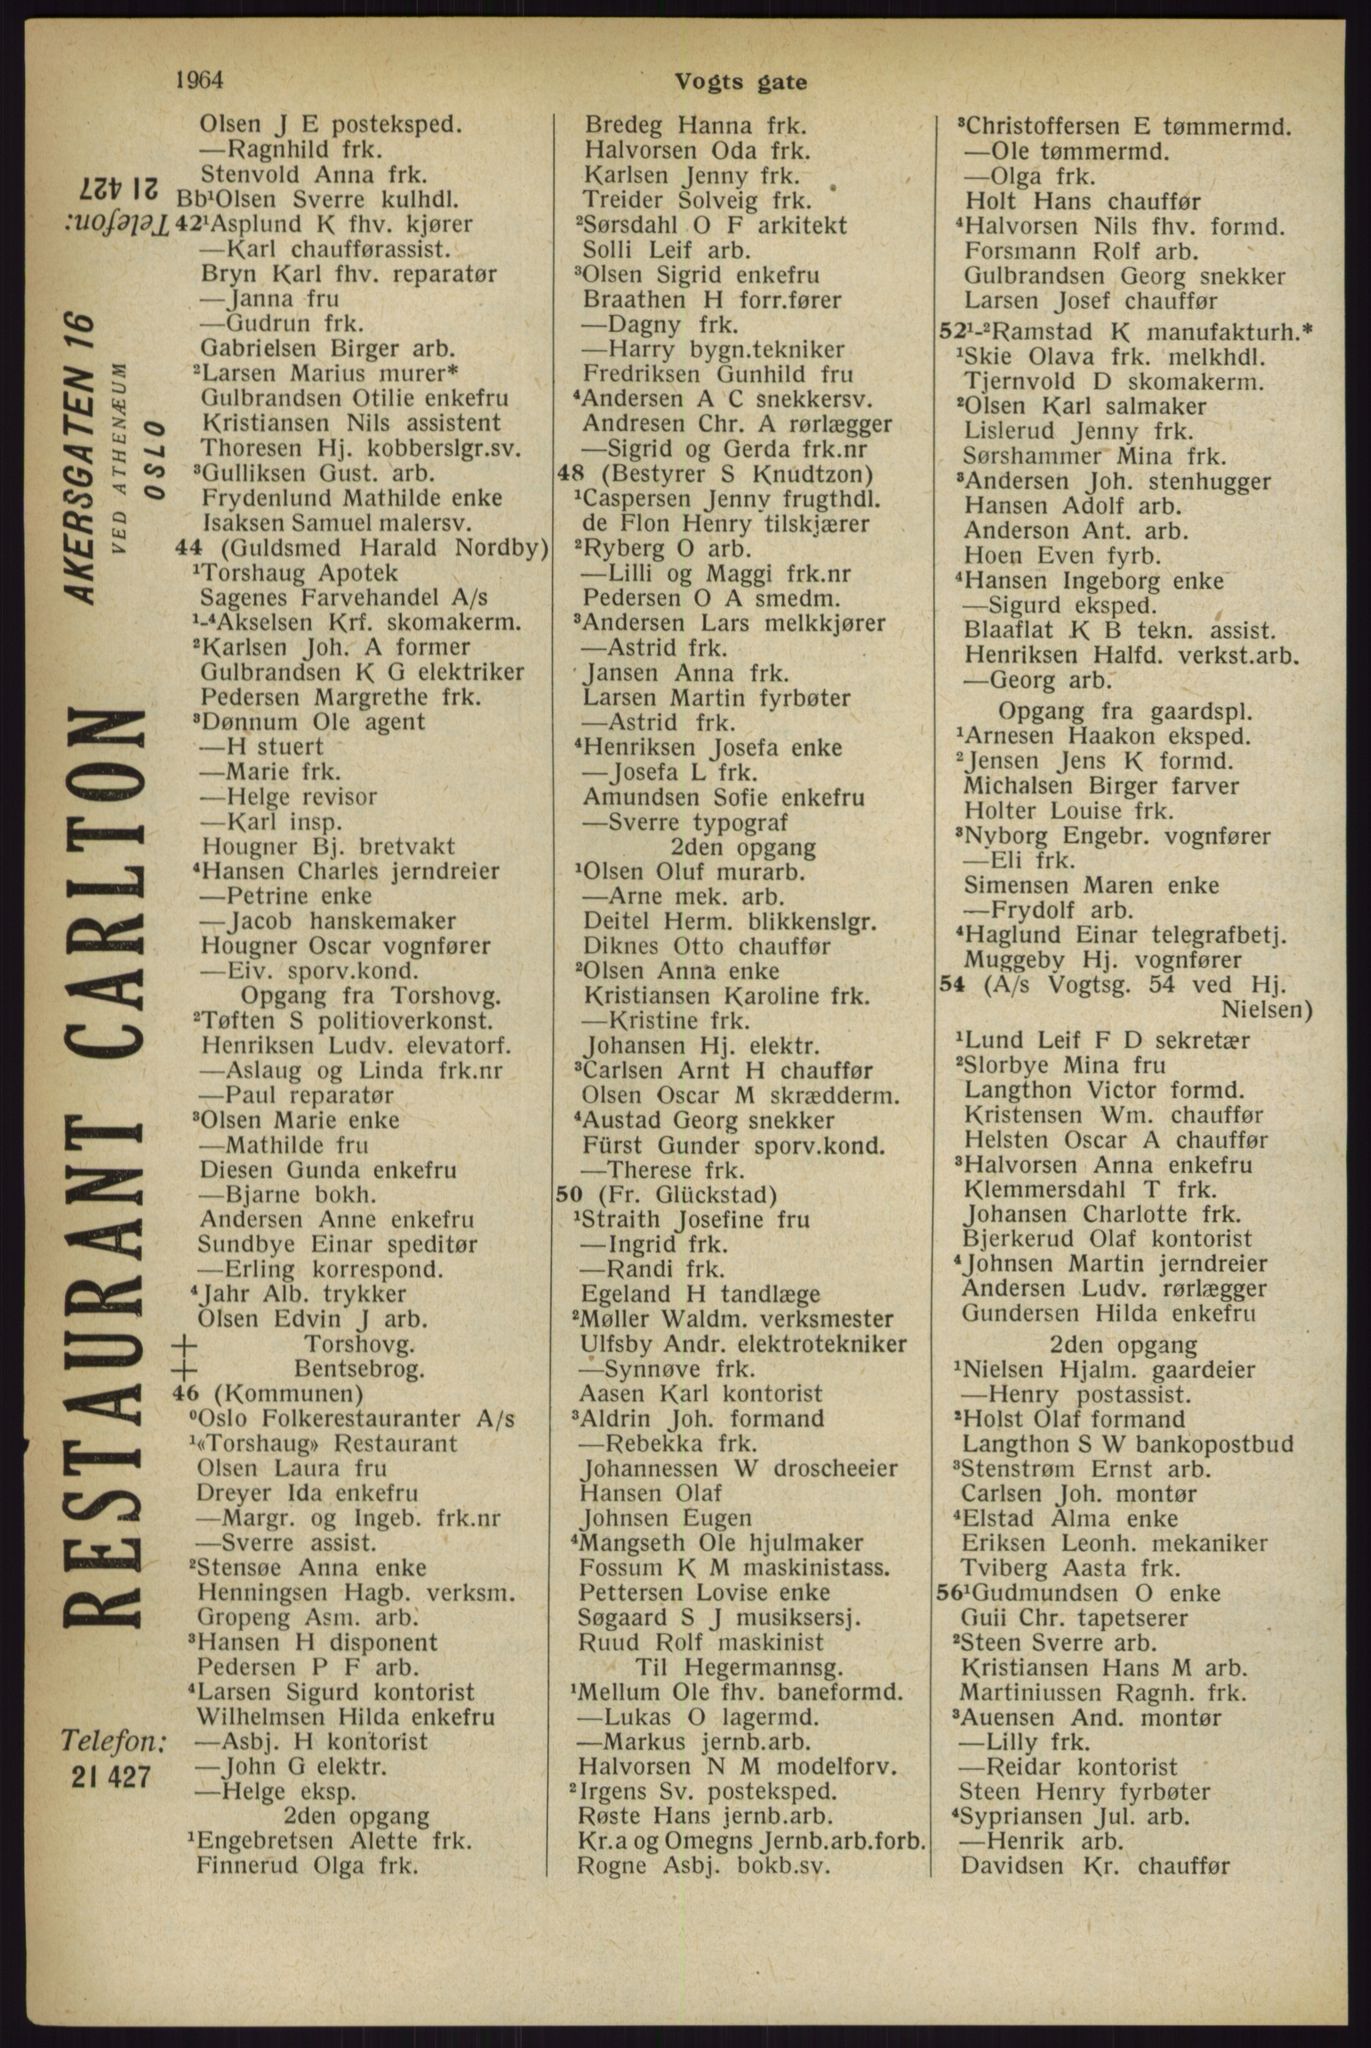 1964
Vogts gate
Telefon:
21 427
AKERSGATEN 16
VED ATHENÆUM
OSLO
RESTAURANT CARLTON
Telefon:
21 427
Olsen J E posteksped.
—Ragnhild frk.
Stenvold Anna frk.
Bb¹Olsen Sverre kulhdl.
42¹Asplund K fhv. kjører
—Karl chaufførassist.
Bryn Karl fhv. reparatør
—Janna fru
—Gudrun frk.
Gabrielsen Birger arb.
²Larsen Marius murer*
Gulbrandsen Otilie enkefru
Kristiansen Nils assistent
Thoresen Hj. kobberslgr.sv.
³Gulliksen Gust. arb.
Frydenlund Mathilde enke
Isaksen Samuel malersv.
44 (Guldsmed Harald Nordby)
¹Torshaug Apotek
Sagenes Farvehandel A/s
¹-⁴Akselsen Krf. skomakerm.
²Karlsen Joh. A former
Gulbrandsen K G elektriker
Pedersen Margrethe frk.
³Dønnum Ole agent
—H stuert
—Marie frk.
—Helge revisor
—Karl insp.
Hougner Bj. bretvakt
⁴Hansen Charles jerndreier
—Petrine enke
—Jacob hanskemaker
Hougner Oscar vognfører
—Eiv. sporv.kond.
Opgang fra Torshovg.
²Tøften S politioverkonst.
Henriksen Ludv. elevatorf.
—Aslaug og Linda frk.nr
—Paul reparatør
³Olsen Marie enke
—Mathilde fru
Diesen Gunda enkefru
—Bjarne bokh.
Andersen Anne enkefru
Sundbye Einar speditør
—Erling korrespond.
⁴Jahr Alb. trykker
Olsen Edvin J arb.
+ Torshovg.
+ Bentsebrog.
46 (Kommunen)
⁰Oslo Folkerestauranter A/s
¹«Torshaug» Restaurant
Olsen Laura fru
Dreyer Ida enkefru
—Margr. og Ingeb. frk.nr
—Sverre assist.
²Stensøe Anna enke
Henningsen Hagb. verksm.
Gropeng Asm. arb.
³Hansen H disponent
Pedersen P F arb.
⁴Larsen Sigurd kontorist
Wilhelmsen Hilda enkefru
—Asbj. H kontorist
—John G elektr.
—Helge eksp.
2den opgang
¹Engebretsen Alette frk.
Finnerud Olga frk.
Bredeg Hanna frk.
Halvorsen Oda frk.
Karlsen Jenny frk.
Treider Solveig frk.
²Sørsdahl O F arkitekt
Solli Leif arb.
³Olsen Sigrid enkefru
Braathen H forr.fører
—Dagny frk.
—Harry bygn.tekniker
Fredriksen Gunhild fru
⁴Andersen A C snekkersv.
Andresen Chr. A rørlægger
—Sigrid og Gerda frk.nr
48 (Bestyrer S Knudtzon)
¹Caspersen Jenny frugthdl.
de Flon Henry tilskjærer
²Ryberg O arb.
—Lilli og Maggi frk.nr
Pedersen O A smedm.
³Andersen Lars melkkjører
—Astrid frk.
Jansen Anna frk.
Larsen Martin fyrbøter
—Astrid frk.
⁴Henriksen Josefa enke
—Josefa L frk.
Amundsen Sofie enkefru
—Sverre typograf
2den opgang
¹Olsen Oluf murarb.
—Arne mek. arb.
Deitel Herm. blikkenslgr.
Diknes Otto chauffør
²Olsen Anna enke
Kristiansen Karoline frk.
—Kristine frk.
Johansen Hj. elektr.
³Carlsen Arnt H chauffør
Olsen Oscar M skrædderm.
⁴Austad Georg snekker
Fürst Gunder sporv.kond.
—Therese frk.
50 (Fr. Glückstad)
¹Straith Josefine fru
—Ingrid frk.
—Randi frk.
Egeland H tandlæge
²Møller Waldm. verksmester
Ulfsby Andr. elektrotekniker
—Synnøve frk.
Aasen Karl kontorist
³Aldrin Joh. formand
—Rebekka frk.
Johannessen W droscheeier
Hansen Olaf
Johnsen Eugen
⁴Mangseth Ole hjulmaker
Fossum K M maskinistass.
Pettersen Lovise enke
Søgaard S J musiksersj.
Ruud Rolf maskinist
Til Hegermannsg.
¹Mellum Ole fhv. baneformd.
—Lukas O lagermd.
—Markus jernb.arb.
Halvorsen N M modelforv.
²Irgens Sv. posteksped.
Røste Hans jernb.arb.
Kr.a og Omegns Jernb.arb.forb.
Rogne Asbj. bokb.sv.
³Christoffersen E tømmermd.
—Ole tømmermd.
—Olga frk.
Holt Hans chauffør
⁴Halvorsen Nils fhv. formd.
Forsmann Rolf arb.
Gulbrandsen Georg snekker
Larsen Josef chauffør
52¹-²Ramstad K manufakturh.*
¹Skie Olava frk. melkhdl.
Tjernvold D skomakerm.
²Olsen Karl salmaker
Lislerud Jenny frk.
Sørshammer Mina frk.
³Andersen Joh. stenhugger
Hansen Adolf arb.
Anderson Ant. arb.
Hoen Even fyrb.
⁴Hansen Ingeborg enke
—Sigurd eksped.
Blaaflat K B tekn. assist.
Henriksen Halfd. verkst.arb.
—Georg arb.
Opgang fra gaardspl.
¹Arnesen Haakon eksped.
²Jensen Jens K formd.
Michalsen Birger farver
Holter Louise frk.
³Nyborg Engebr. vognfører
—Eli frk.
Simensen Maren enke
—Frydolf arb.
⁴Haglund Einar telegrafbetj.
Muggeby Hj. vognfører
54 (A/s Vogtsg. 54 ved Hj.
Nielsen)
¹Lund Leif F D sekretær
²Slorbye Mina fru
Langthon Victor formd.
Kristensen Wm. chauffør
Helsten Oscar A chauffør
³Halvorsen Anna enkefru
Klemmersdahl T frk.
Johansen Charlotte frk.
Bjerkerud Olaf kontorist
⁴Johnsen Martin jerndreier
Andersen Ludv. rørlægger
Gundersen Hilda enkefru
2den opgang
¹Nielsen Hjalm. gaardeier
—Henry postassist.
²Holst Olaf formand
Langthon S W bankopostbud
³Stenstrøm Ernst arb.
Carlsen Joh. montør
⁴Elstad Alma enke
Eriksen Leonh. mekaniker
Tviberg Aasta frk.
56¹Gudmundsen O enke
Guii Chr. tapetserer
²Steen Sverre arb.
Kristiansen Hans M arb.
Martiniussen Ragnh. frk.
³Auensen And. montør
—Lilly frk.
—Reidar kontorist
Steen Henry fyrbøter
⁴Sypriansen Jul. arb.
—Henrik arb.
Davidsen Kr. chauffør